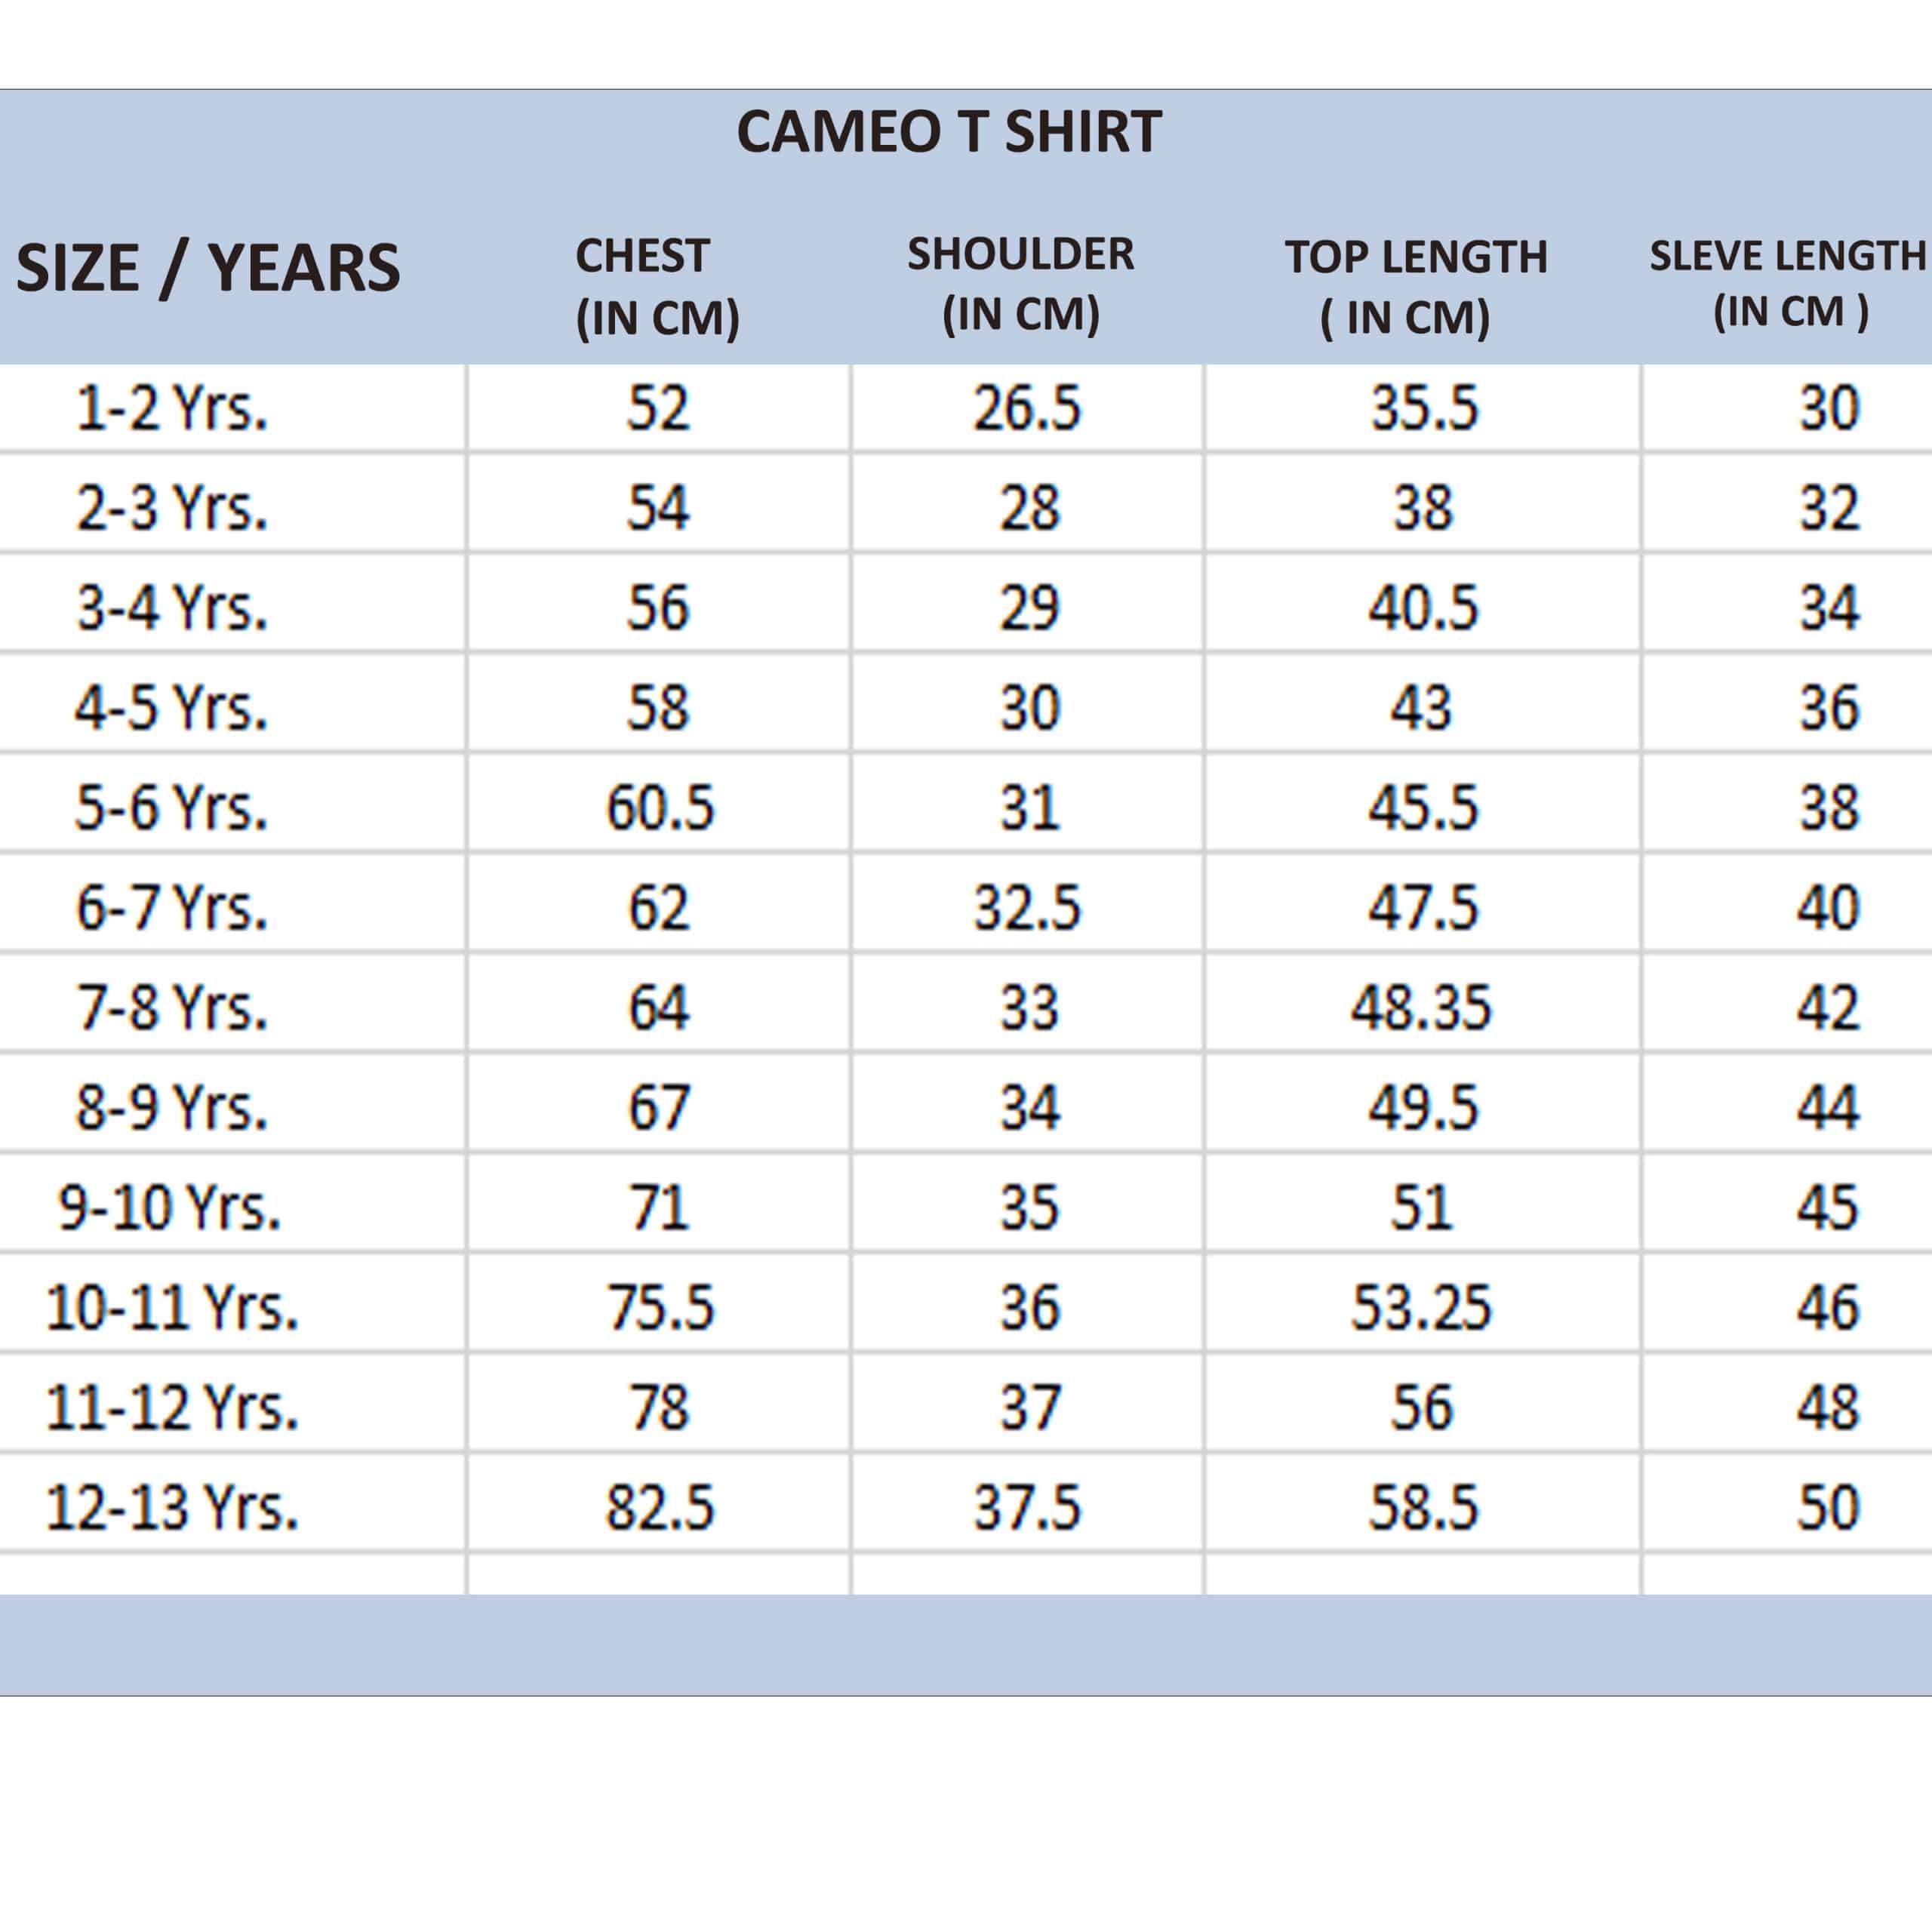 CAMEO T SHIRT
SIZE / YEARS CHEST (IN CM) SHOULDER (IN CM) TOP LENGTH ( IN CM) SLEVE LENGTH (IN CM )
1-2 Yrs. 52 26.5 35.5 30
2-3 Yrs. 54 28 38 32
3-4 Yrs. 56 29 40.5 34
4-5 Yrs. 58 30 43 36
5-6 Yrs. 60.5 31 45.5 38
6-7 Yrs. 62 32.5 47.5 40
7-8 Yrs. 64 33 48.35 42
8-9 Yrs. 67 34 49.5 44
9-10 Yrs. 71 35 51 45
10-11 Yrs. 75.5 36 53.25 46
11-12 Yrs. 78 37 56 48
12-13 Yrs. 82.5 37.5 58.5 50